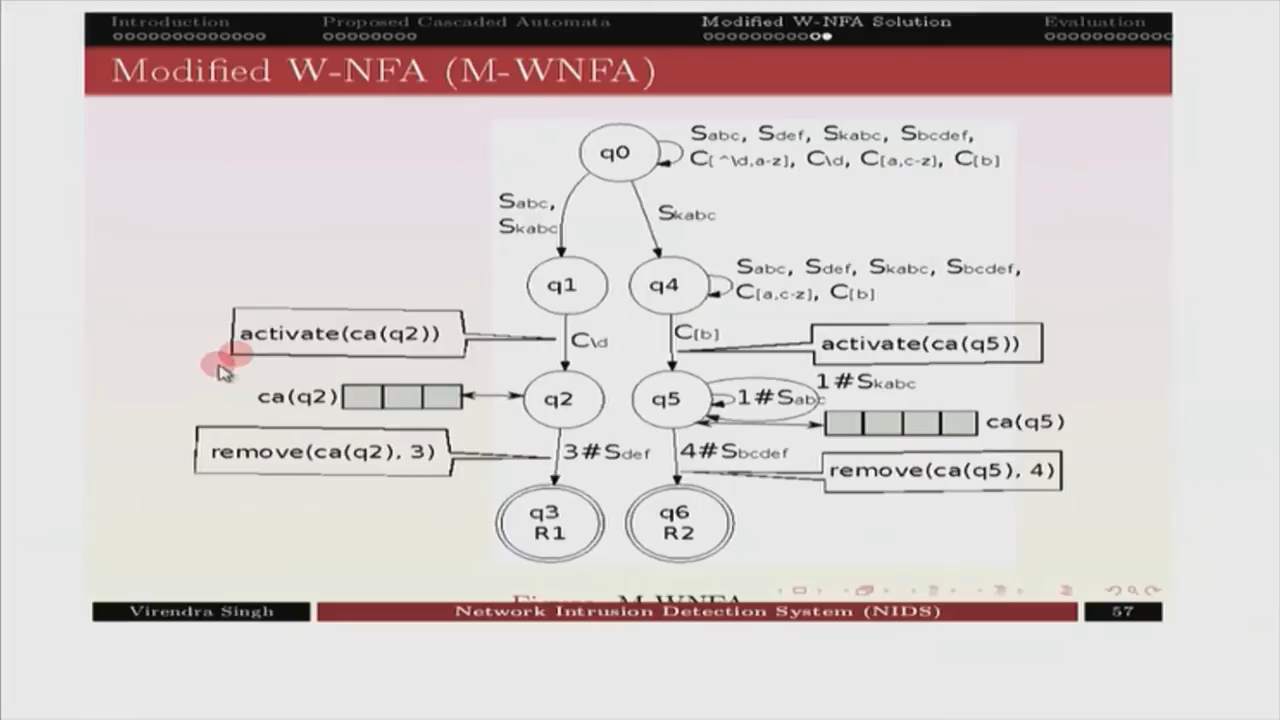 Introduction Proposed Cascaded Automata Modified W-NFA Solution Evaluation
Modified W-NFA (M-WNFA)
q0
Sabc, Sdef, Skabc, Sbcdef,
C[^\d,a-z], C\d, C[a,c-z], C[b]
Sabc,
Skabc
Skabc
q1
q4
Sabc, Sdef, Skabc, Sbcdef,
C[a,c-z], C[b]
activate(ca(q2))
C\d
C[b]
activate(ca(q5))
ca(q2)
q2
q5
1#Sabc
1#Skabc
ca(q5)
remove(ca(q2), 3)
3#Sdef
4#Sbcdef
remove(ca(q5), 4)
q3
R1
q6
R2
Figure: M-WNFA
Virendra Singh Network Intrusion Detection System (NIDS) 57